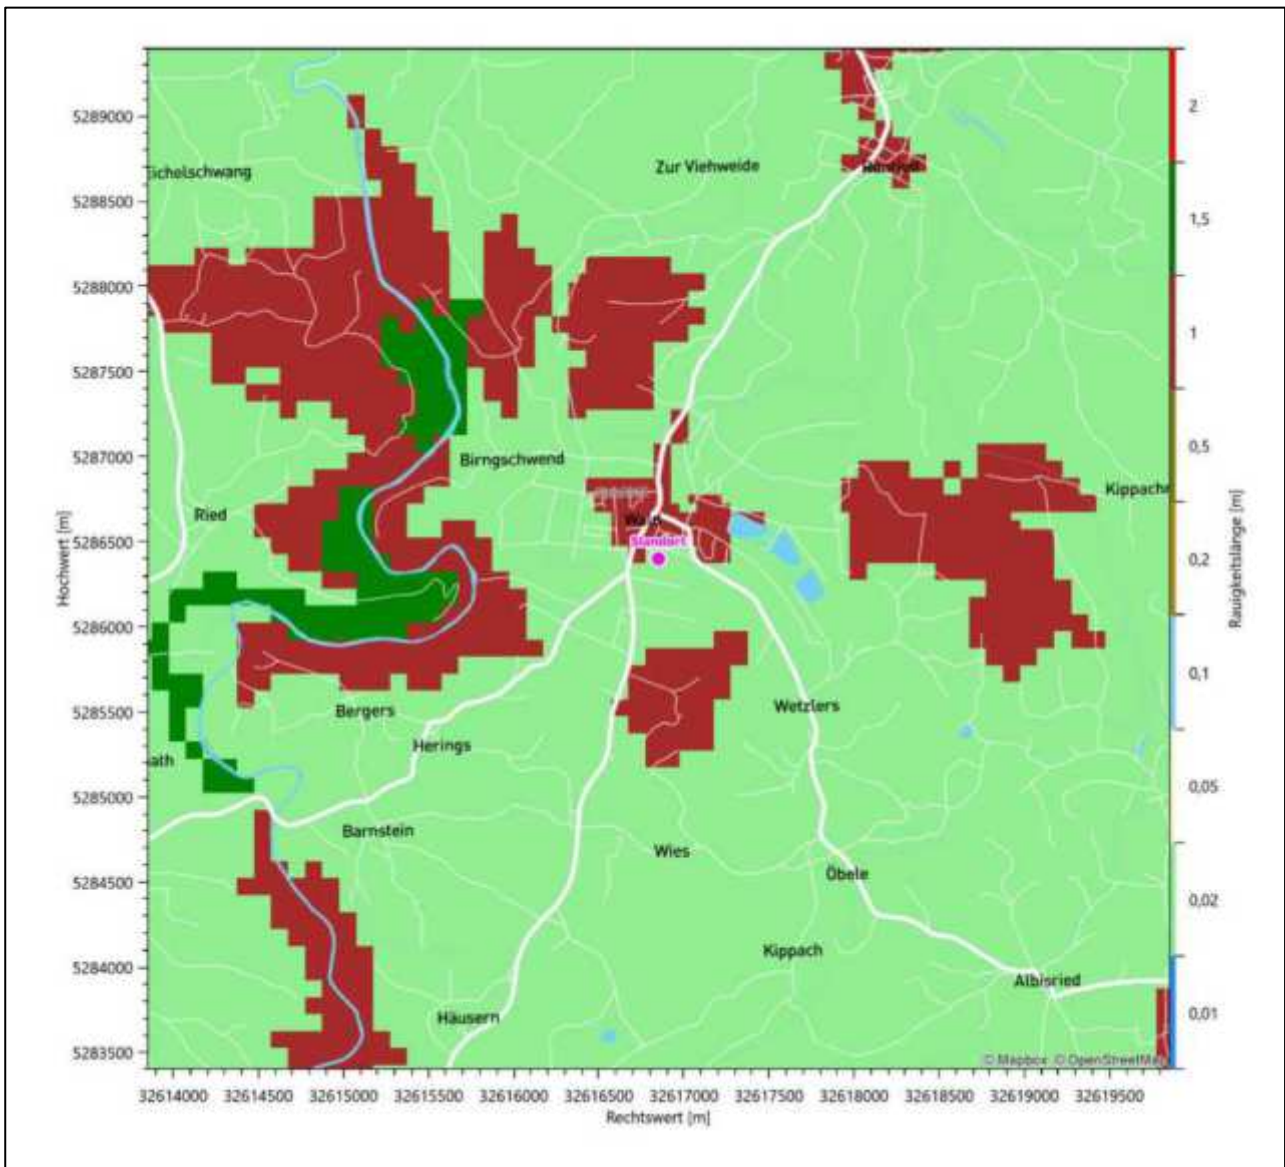 5289000
5288500
5288000
5287500
5287000
5286500
5286000
5285500
5285000
5284500
5284000
5283500
Hochwert [m]
Zur Viehweide
ichelschwang
Birngschwend
Kippach
Ried
Standort
Bergers
Wetzlers
Herings
ath
Barnstein
Wies
Öbele
Kippach
Albisried
Häusern
© Mapbox © OpenStreetMap
32614000 32614500 32615000 32615500 32616000 32616500 32617000 32617500 32618000 32618500 32619000 32619500
Rechtswert [m]
2
1,5
1
0,5
0,2
0,1
0,05
0,02
0,01
Rauigkeitslänge [m]